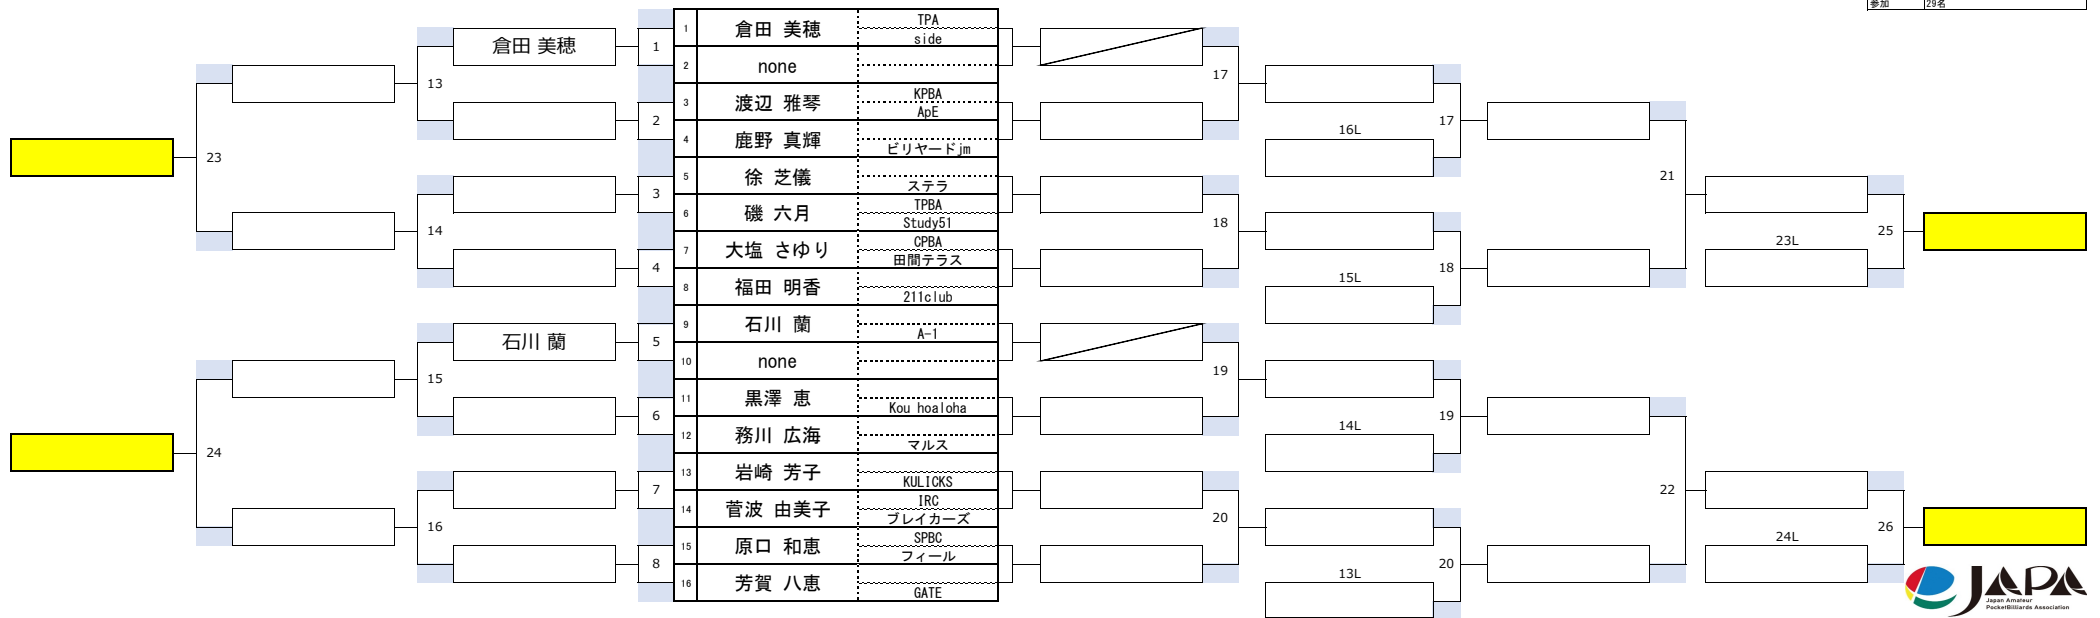 参加 29名
1 倉田 美穂 TPA
side
2 none
3 渡辺 雅琴 KPBA
ApE
4 鹿野 真輝
ビリヤードjm
5 徐 芝儀
ステラ
6 磯 六月 TPBA
Study51
7 大塩 さゆり CPBA
田間テラス
8 福田 明香
211club
9 石川 蘭
A-1
10 none
11 黒澤 恵
Kou hoaloha
12 務川 広海
マルス
13 岩崎 芳子
KULICKS
14 菅波 由美子 IRC
ブレイカーズ
15 原口 和恵 SPBC
フィール
16 芳賀 八恵
GATE
倉田 美穂
石川 蘭
1
2
3
4
5
6
7
8
13
14
15
16
23
24
17
18
19
20
16L
15L
14L
13L
17
18
19
20
21
22
23L
24L
25
26
JAPA
Japan Amateur
PocketBilliards Association